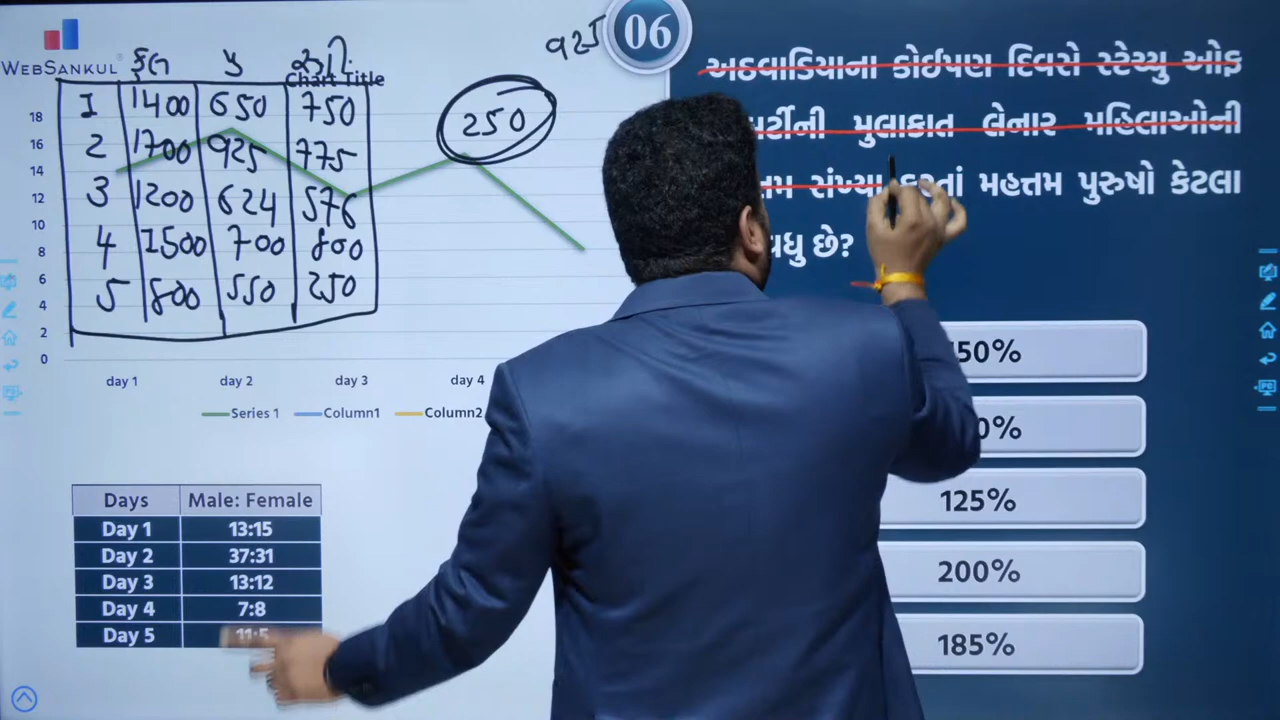 WEBSANKUL
કુલ પુ સ્ત્રી
Chart Title
1 1400 650 750
2 1700 925 775
3 1200 624 576
4 1500 700 800
5 800 550 250
250
૧૨૫
18
16
14
12
10
8
6
4
2
0
day 1 day 2 day 3 day 4
Series 1 Column1 Column2
Days Male: Female
Day 1 13:15
Day 2 37:31
Day 3 13:12
Day 4 7:8
Day 5 11:5
06
અઠવાડિયાના કોઈપણ દિવસે સ્ટેચ્યુ ઓફ
મુલાકાત લેનાર મહિલાઓની
સંખ્યા કરતાં મહત્તમ પુરુષો કેટલા
વધુ છે?
125%
200%
185%